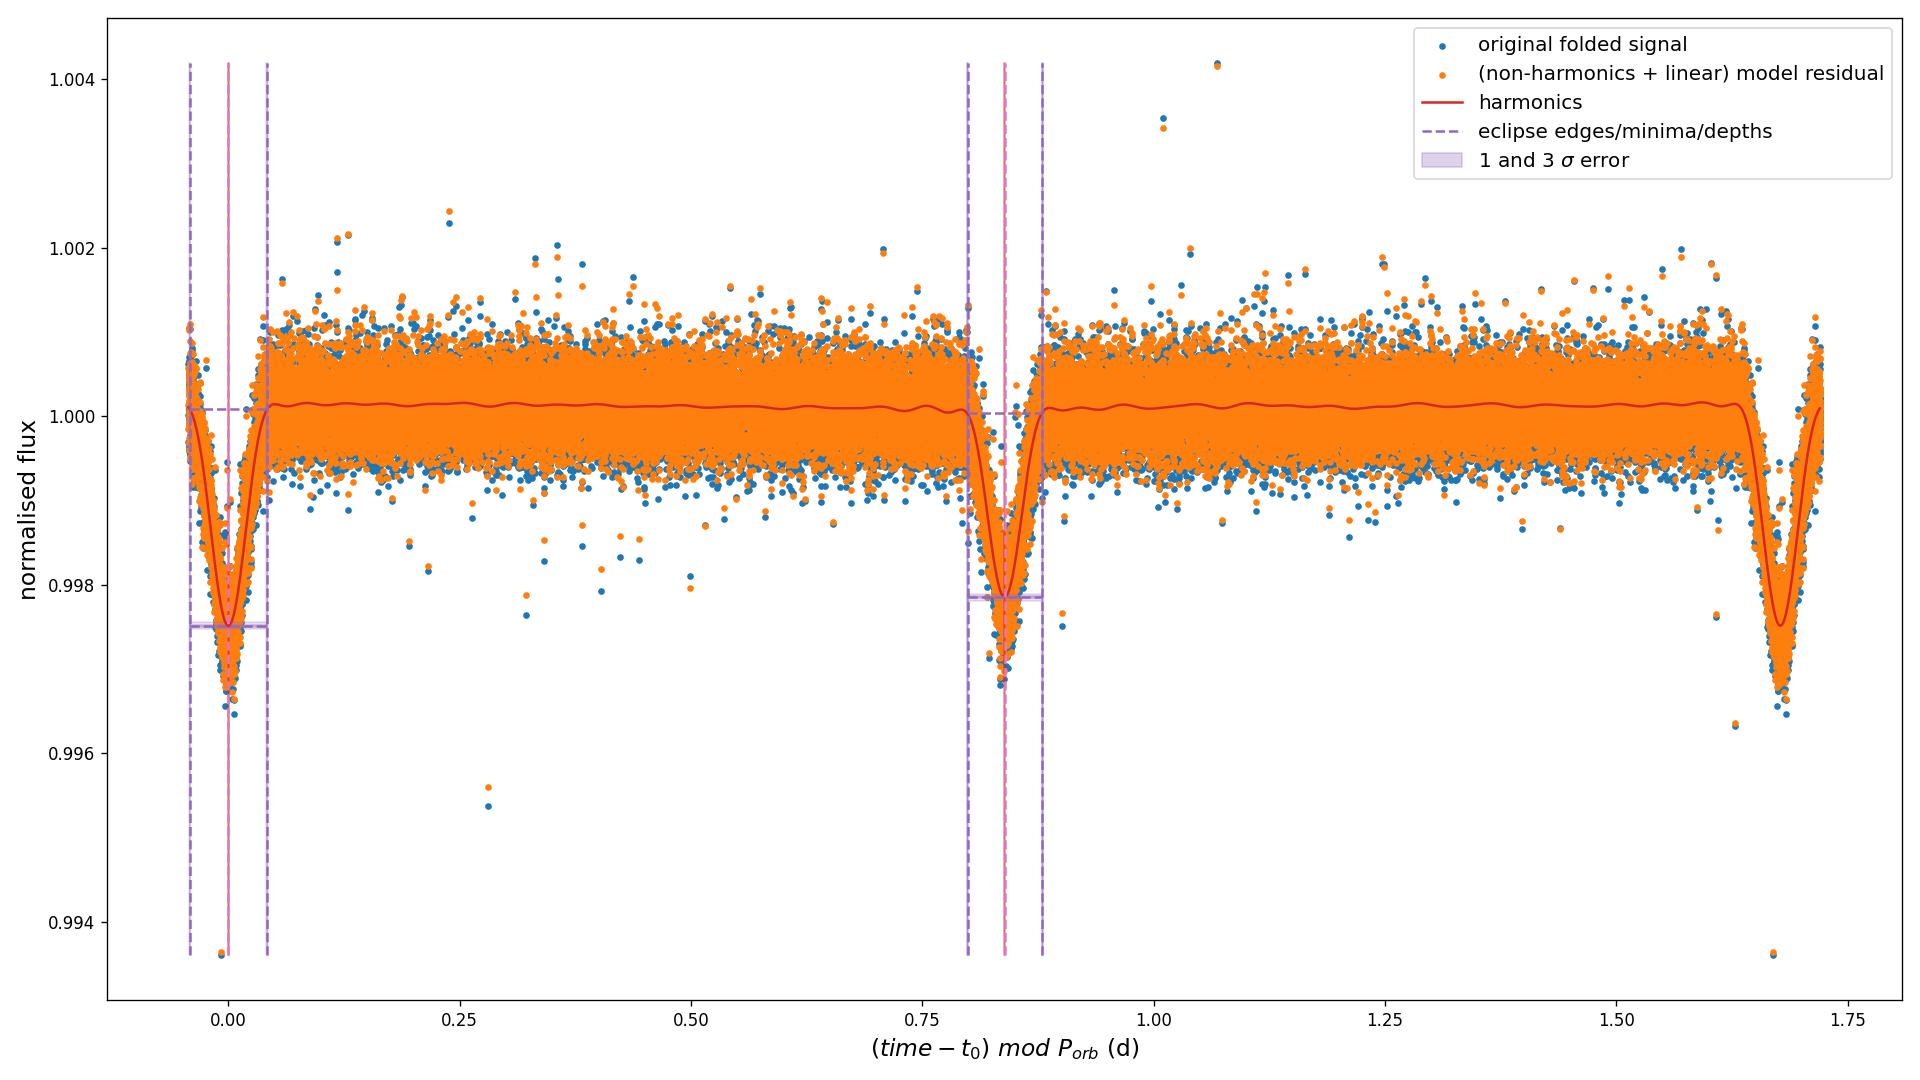 original folded signal
(non-harmonics + linear) model residual
harmonics
eclipse edges/minima/depths
1 and 3 σ error
normalised flux
1.004
1.002
1.000
0.998
0.996
0.994
0.00 0.25 0.50 0.75 1.00 1.25 1.50 1.75
(time − t₀) mod P_orb (d)